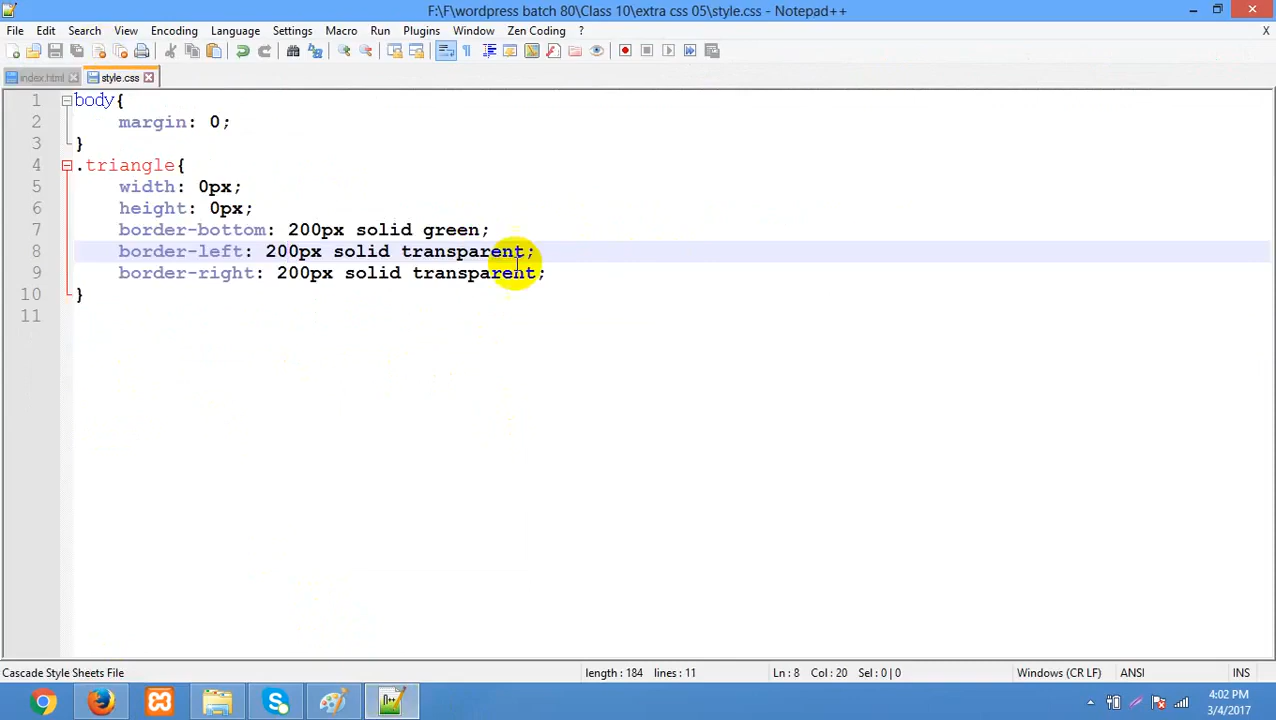 F:\F\wordpress batch 80\Class 10\extra css 05\style.css - Notepad++
File Edit Search View Encoding Language Settings Macro Run Plugins Window Zen Coding ? X
index.html style.css
1 body{
2 margin: 0;
3 }
4 .triangle{
5 width: 0px;
6 height: 0px;
7 border-bottom: 200px solid green;
8 border-left: 200px solid transparent;
9 border-right: 200px solid transparent;
10 }
11
Cascade Style Sheets File length : 184 lines : 11 Ln : 8 Col : 20 Sel : 0 | 0 Windows (CR LF) ANSI INS
4:02 PM
3/4/2017